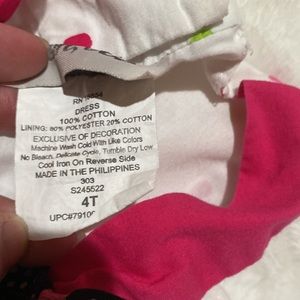 DRESS
100% COTTON
LINING: 80% POLYESTER 20% COTTON
EXCLUSIVE OF DECORATION
Machine Wash Cold With Like Colors
No Bleach, Delicate Cycle, Tumble Dry Low
Cool Iron On Reverse Side
MADE IN THE PHILIPPINES
303
S245522
4T